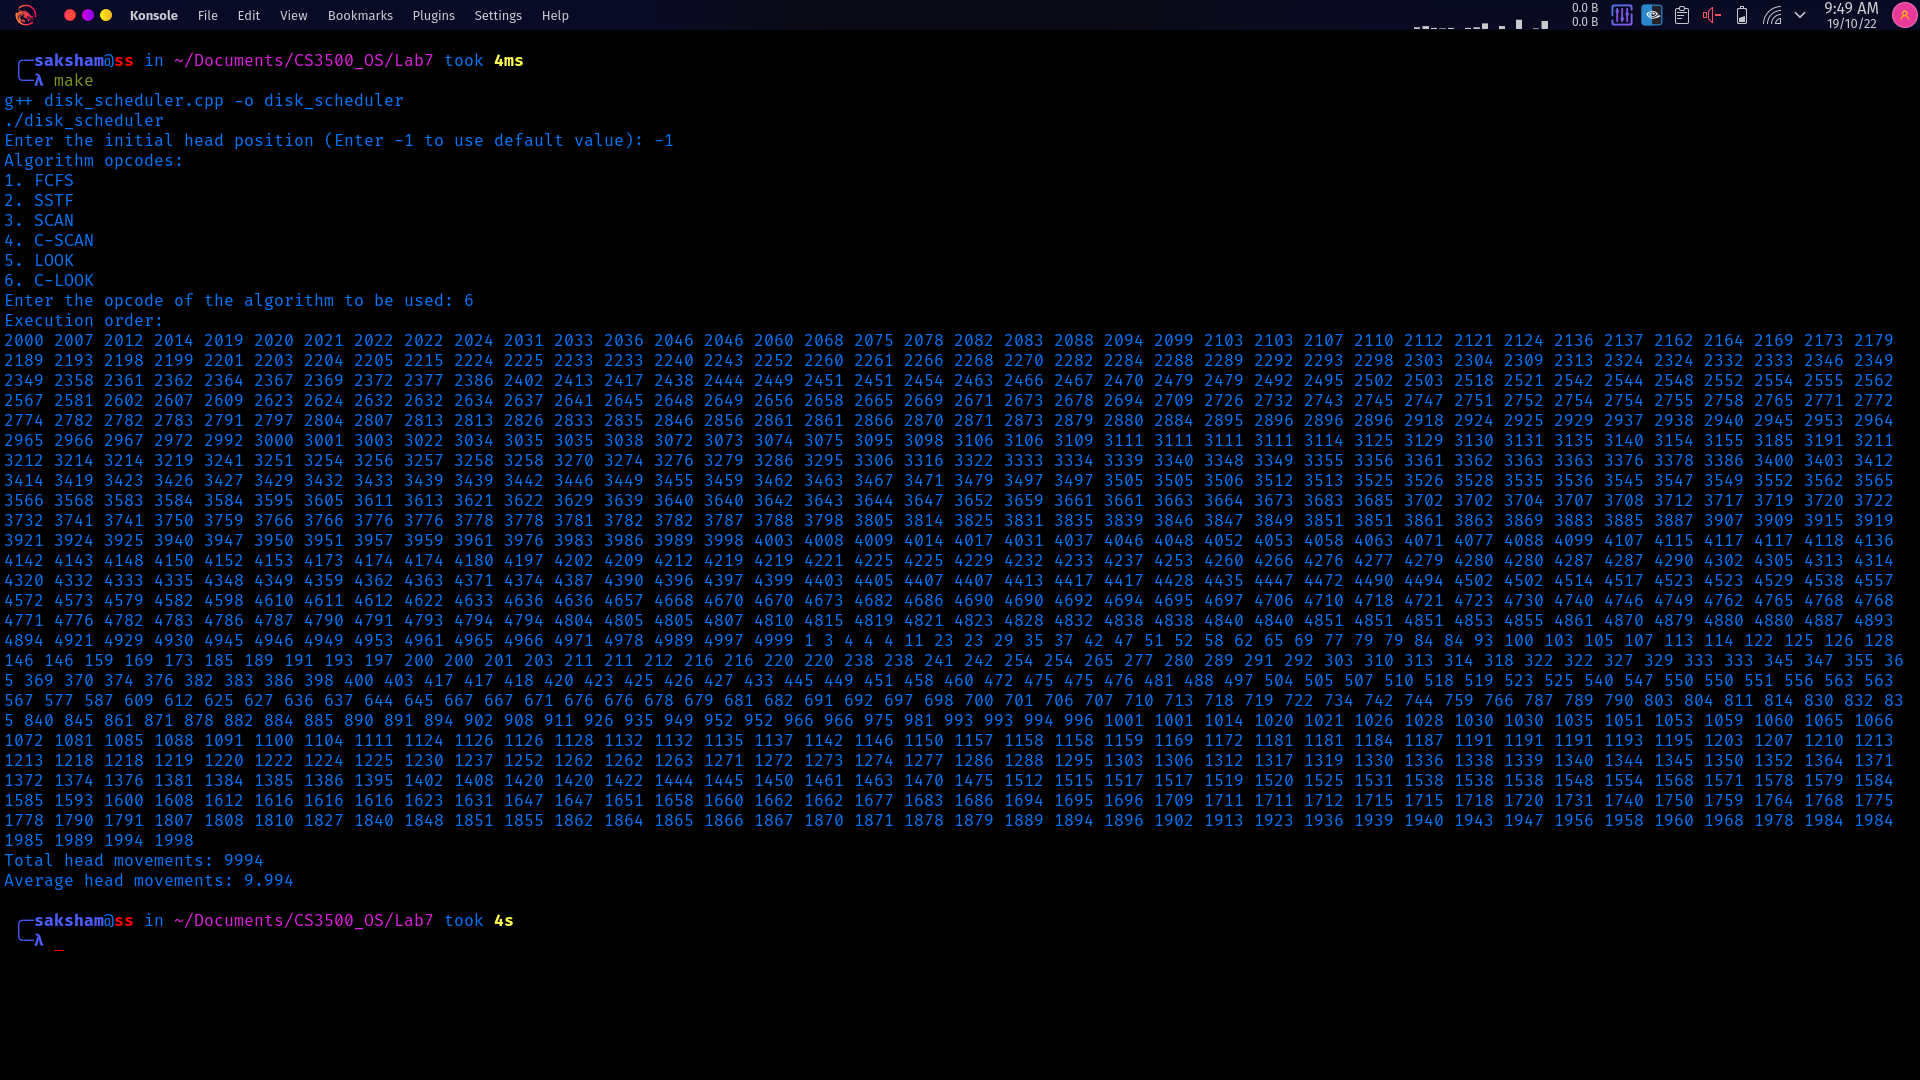 Konsole File Edit View Bookmarks Plugins Settings Help
0.0 B
0.0 B
9:49 AM
19/10/22
saksham@ss in ~/Documents/CS3500_OS/Lab7 took 4ms
λ make
g++ disk_scheduler.cpp -o disk_scheduler
./disk_scheduler
Enter the initial head position (Enter -1 to use default value): -1
Algorithm opcodes:
1. FCFS
2. SSTF
3. SCAN
4. C-SCAN
5. LOOK
6. C-LOOK
Enter the opcode of the algorithm to be used: 6
Execution order:
2000 2007 2012 2014 2019 2020 2021 2022 2022 2024 2031 2033 2036 2046 2046 2060 2068 2075 2078 2082 2083 2088 2094 2099 2103 2103 2107 2110 2112 2121 2124 2136 2137 2162 2164 2169 2173 2179
2189 2193 2198 2199 2201 2203 2204 2205 2215 2224 2225 2233 2233 2240 2243 2252 2260 2261 2266 2268 2270 2282 2284 2288 2289 2292 2293 2298 2303 2304 2309 2313 2324 2324 2332 2333 2346 2349
2349 2358 2361 2362 2364 2367 2369 2372 2377 2386 2402 2413 2417 2438 2444 2449 2451 2451 2454 2463 2466 2467 2470 2479 2479 2492 2495 2502 2503 2518 2521 2542 2544 2548 2552 2554 2555 2562
2567 2581 2602 2607 2609 2623 2624 2632 2632 2634 2637 2641 2645 2648 2649 2656 2658 2665 2669 2671 2673 2678 2694 2709 2726 2732 2743 2745 2747 2751 2752 2754 2754 2755 2758 2765 2771 2772
2774 2782 2782 2783 2791 2797 2804 2807 2813 2813 2826 2833 2835 2846 2856 2861 2861 2866 2870 2871 2873 2879 2880 2884 2895 2896 2896 2896 2918 2924 2925 2929 2937 2938 2940 2945 2953 2964
2965 2966 2967 2972 2992 3000 3001 3003 3022 3034 3035 3035 3038 3072 3073 3074 3075 3095 3098 3106 3106 3109 3111 3111 3111 3111 3114 3125 3129 3130 3131 3135 3140 3154 3155 3185 3191 3211
3212 3214 3214 3219 3241 3251 3254 3256 3257 3258 3258 3270 3274 3276 3279 3286 3295 3306 3316 3322 3333 3334 3339 3340 3348 3349 3355 3356 3361 3362 3363 3363 3376 3378 3386 3400 3403 3412
3414 3419 3423 3426 3427 3429 3432 3433 3439 3439 3442 3446 3449 3455 3459 3462 3463 3467 3471 3479 3497 3497 3505 3505 3506 3512 3513 3525 3526 3528 3535 3536 3545 3547 3549 3552 3562 3565
3566 3568 3583 3584 3584 3595 3605 3611 3613 3621 3622 3629 3639 3640 3640 3642 3643 3644 3647 3652 3659 3661 3661 3663 3664 3673 3683 3685 3702 3702 3704 3707 3708 3712 3717 3719 3720 3722
3732 3741 3741 3750 3759 3766 3766 3776 3776 3778 3778 3781 3782 3782 3787 3788 3798 3805 3814 3825 3831 3835 3839 3846 3847 3849 3851 3851 3861 3863 3869 3883 3885 3887 3907 3909 3915 3919
3921 3924 3925 3940 3947 3950 3951 3957 3959 3961 3976 3983 3986 3989 3998 4003 4008 4009 4014 4017 4031 4037 4046 4048 4052 4053 4058 4063 4071 4077 4088 4099 4107 4115 4117 4117 4118 4136
4142 4143 4148 4150 4152 4153 4173 4174 4174 4180 4197 4202 4209 4212 4219 4219 4221 4225 4225 4229 4232 4233 4237 4253 4260 4266 4276 4277 4279 4280 4280 4287 4287 4290 4302 4305 4313 4314
4320 4332 4333 4335 4348 4349 4359 4362 4363 4371 4374 4387 4390 4396 4397 4399 4403 4405 4407 4407 4413 4417 4417 4428 4435 4447 4472 4490 4494 4502 4502 4514 4517 4523 4523 4529 4538 4557
4572 4573 4579 4582 4598 4610 4611 4612 4622 4633 4636 4636 4657 4668 4670 4670 4673 4682 4686 4690 4690 4692 4694 4695 4697 4706 4710 4718 4721 4723 4730 4740 4746 4749 4762 4765 4768 4768
4771 4776 4782 4783 4786 4787 4790 4791 4793 4794 4794 4804 4805 4805 4807 4810 4815 4819 4821 4823 4828 4832 4838 4838 4840 4840 4851 4851 4851 4853 4855 4861 4870 4879 4880 4880 4887 4893
4894 4921 4929 4930 4945 4946 4949 4953 4961 4965 4966 4971 4978 4989 4997 4999 1 3 4 4 4 11 23 23 29 35 37 42 47 51 52 58 62 65 69 77 79 79 84 84 93 100 103 105 107 113 114 122 125 126 128
146 146 159 169 173 185 189 191 193 197 200 200 201 203 211 211 212 216 216 220 220 238 238 241 242 254 254 265 277 280 289 291 292 303 310 313 314 318 322 322 327 329 333 333 345 347 355 36
5 369 370 374 376 382 383 386 398 400 403 417 417 418 420 423 425 426 427 433 445 449 451 458 460 472 475 475 476 481 488 497 504 505 507 510 518 519 523 525 540 547 550 550 551 556 563 563
567 577 587 609 612 625 627 636 637 644 645 667 667 671 676 676 678 679 681 682 691 692 697 698 700 701 706 707 710 713 718 719 722 734 742 744 759 766 787 789 790 803 804 811 814 830 832 83
5 840 845 861 871 878 882 884 885 890 891 894 902 908 911 926 935 949 952 952 966 966 975 981 993 993 994 996 1001 1001 1014 1020 1021 1026 1028 1030 1030 1035 1051 1053 1059 1060 1065 1066
1072 1081 1085 1088 1091 1100 1104 1111 1124 1126 1126 1128 1132 1132 1135 1137 1142 1146 1150 1157 1158 1158 1159 1169 1172 1181 1181 1184 1187 1191 1191 1191 1193 1195 1203 1207 1210 1213
1213 1218 1218 1219 1220 1222 1224 1225 1230 1237 1252 1262 1262 1263 1271 1272 1273 1274 1277 1286 1288 1295 1303 1306 1312 1317 1319 1330 1336 1338 1339 1340 1344 1345 1350 1352 1364 1371
1372 1374 1376 1381 1384 1385 1386 1395 1402 1408 1420 1420 1422 1444 1445 1450 1461 1463 1470 1475 1512 1515 1517 1517 1519 1520 1525 1531 1538 1538 1538 1548 1554 1568 1571 1578 1579 1584
1585 1593 1600 1608 1612 1616 1616 1616 1623 1631 1647 1647 1651 1658 1660 1662 1662 1677 1683 1686 1694 1695 1696 1709 1711 1711 1712 1715 1715 1718 1720 1731 1740 1750 1759 1764 1768 1775
1778 1790 1791 1807 1808 1810 1827 1840 1848 1851 1855 1862 1864 1865 1866 1867 1870 1871 1878 1879 1889 1894 1896 1902 1913 1923 1936 1939 1940 1943 1947 1956 1958 1960 1968 1978 1984 1984
1985 1989 1994 1998
Total head movements: 9994
Average head movements: 9.994
saksham@ss in ~/Documents/CS3500_OS/Lab7 took 4s
λ _